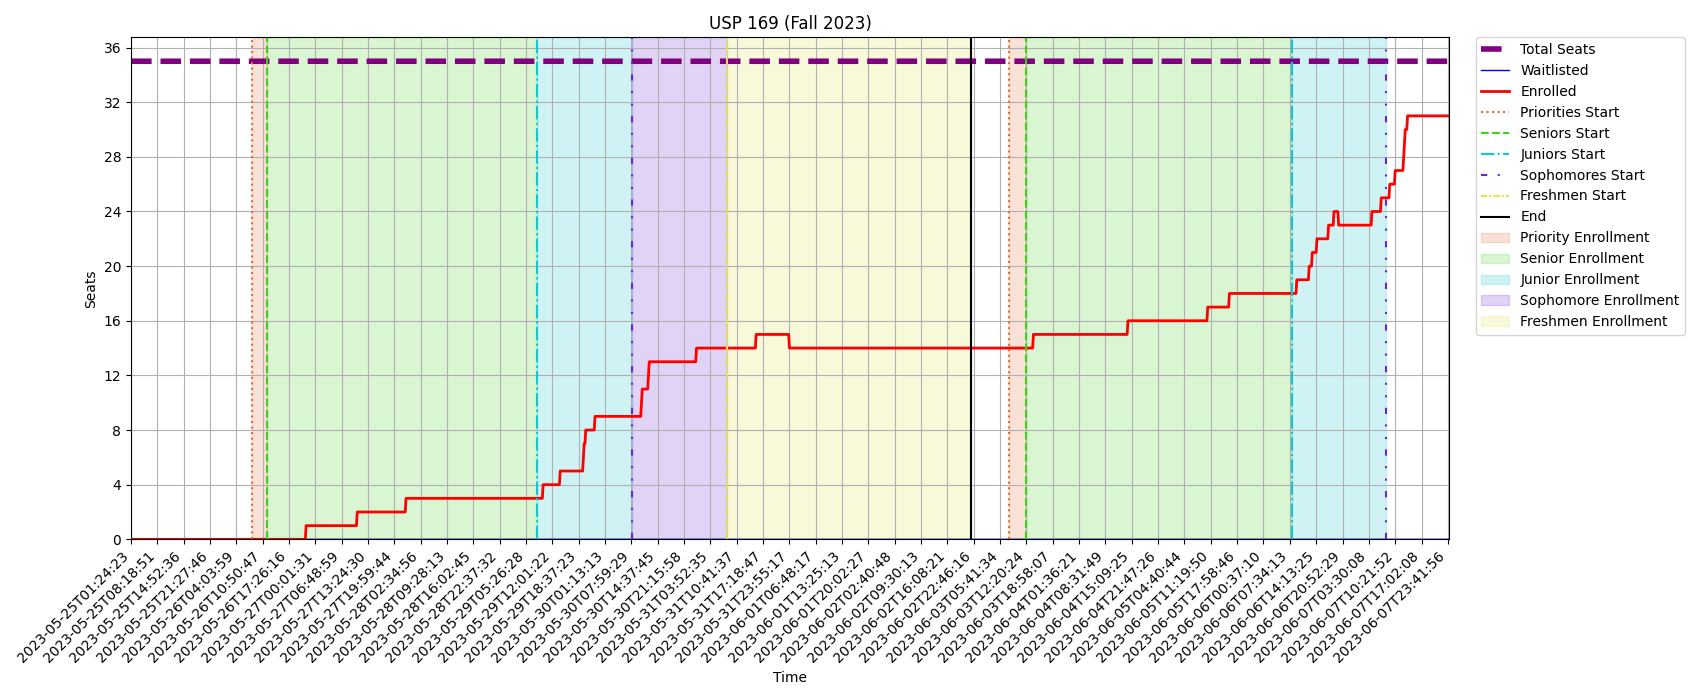 USP 169 (Fall 2023)
36
32
28
24
20
16
12
8
4
0
Seats
2023-05-25T01:24:23
2023-05-25T08:18:51
2023-05-25T14:52:36
2023-05-25T21:27:46
2023-05-26T04:03:59
2023-05-26T10:50:47
2023-05-26T17:26:16
2023-05-27T00:01:31
2023-05-27T06:48:59
2023-05-27T13:24:30
2023-05-27T19:59:44
2023-05-28T02:34:56
2023-05-28T09:28:13
2023-05-28T16:02:45
2023-05-28T22:37:32
2023-05-29T05:26:28
2023-05-29T12:01:22
2023-05-29T18:37:23
2023-05-30T01:13:13
2023-05-30T07:59:29
2023-05-30T14:37:45
2023-05-30T21:15:58
2023-05-31T03:52:35
2023-05-31T10:41:37
2023-05-31T17:18:47
2023-05-31T23:55:17
2023-06-01T06:48:17
2023-06-01T13:25:13
2023-06-01T20:02:27
2023-06-02T02:40:48
2023-06-02T09:30:13
2023-06-02T16:08:21
2023-06-02T22:46:16
2023-06-03T05:41:34
2023-06-03T12:20:24
2023-06-03T18:58:07
2023-06-04T01:36:21
2023-06-04T08:31:49
2023-06-04T15:09:25
2023-06-04T21:47:26
2023-06-05T04:40:44
2023-06-05T11:19:50
2023-06-05T17:58:46
2023-06-06T00:37:10
2023-06-06T07:34:13
2023-06-06T14:13:25
2023-06-06T20:52:29
2023-06-07T03:30:08
2023-06-07T10:21:52
2023-06-07T17:02:08
2023-06-07T23:41:56
Time
Total Seats
Waitlisted
Enrolled
Priorities Start
Seniors Start
Juniors Start
Sophomores Start
Freshmen Start
End
Priority Enrollment
Senior Enrollment
Junior Enrollment
Sophomore Enrollment
Freshmen Enrollment